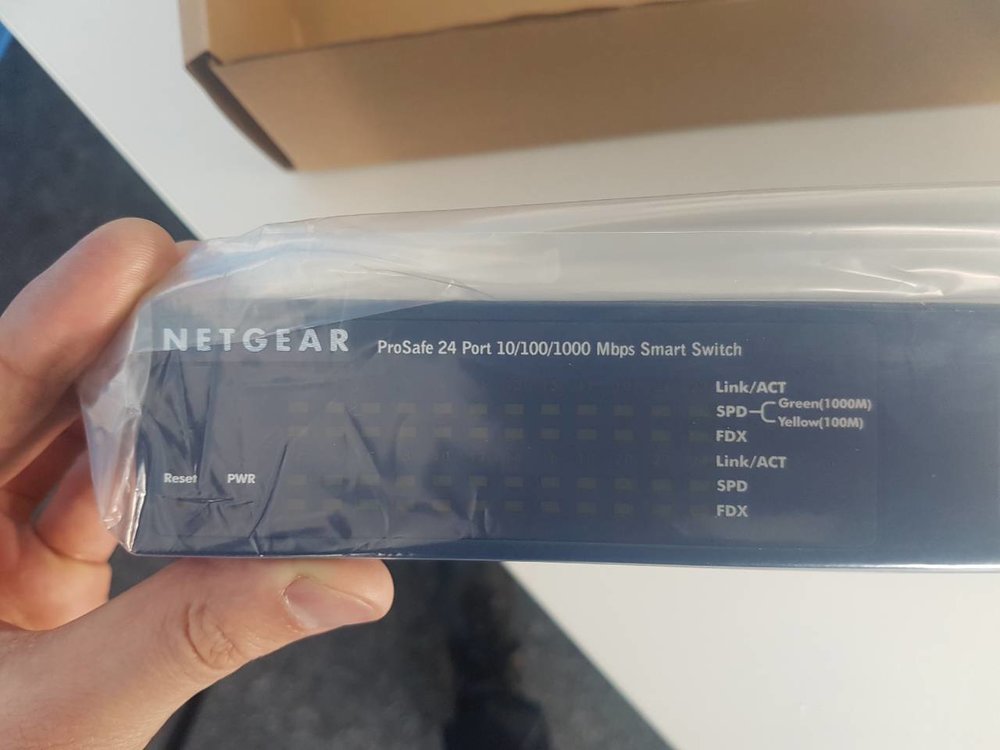 NETGEAR ProSafe 24 Port 10/100/1000 Mbps Smart Switch
Link/ACT
SPD Green(1000M)
Yellow(100M)
FDX
Link/ACT
Reset PWR SPD
FDX